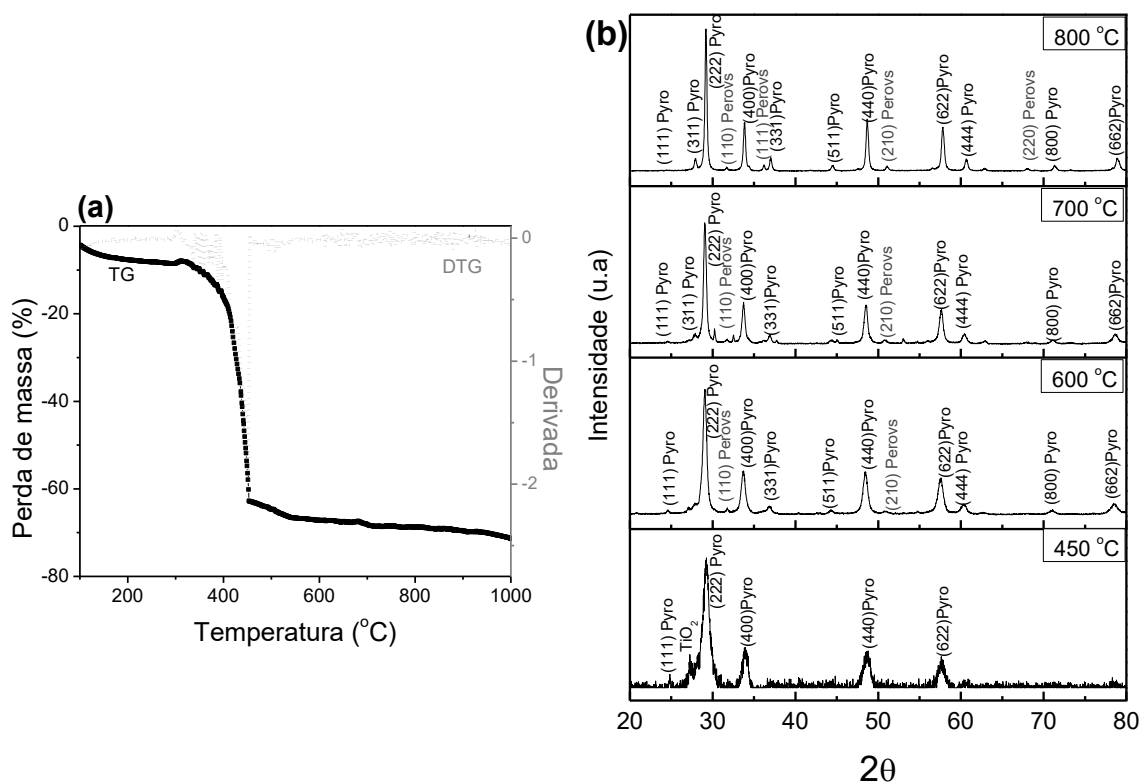 (a)
0
-20
-40
-60
-80
Perda de massa (%)
TG
DTG
0
-1
-2
Derivada
200
400
600
800
1000
Temperatura (°C)
(b)
800 °C
(111) Pyro
(311) Pyro
(222) Pyro
(110) Perovs
(400)Pyro
(111) Perovs
(331)Pyro
(511)Pyro
(440)Pyro
(210) Perovs
(622)Pyro
(444) Pyro
(220) Perovs
(800) Pyro
(662)Pyro
700 °C
(111) Pyro
(311) Pyro
(222) Pyro
(110) Perovs
(400)Pyro
(331)Pyro
(511)Pyro
(440)Pyro
(210) Perovs
(622)Pyro
(444) Pyro
(800) Pyro
(662)Pyro
600 °C
(111) Pyro
(222) Pyro
(110) Perovs
(400)Pyro
(331)Pyro
(511)Pyro
(440)Pyro
(210) Perovs
(622)Pyro
(444) Pyro
(800) Pyro
(662)Pyro
450 °C
(111) Pyro
TiO₂
(222) Pyro
(400)Pyro
(440)Pyro
(622)Pyro
Intensidade (u.a)
20
30
40
50
60
70
80
2θ